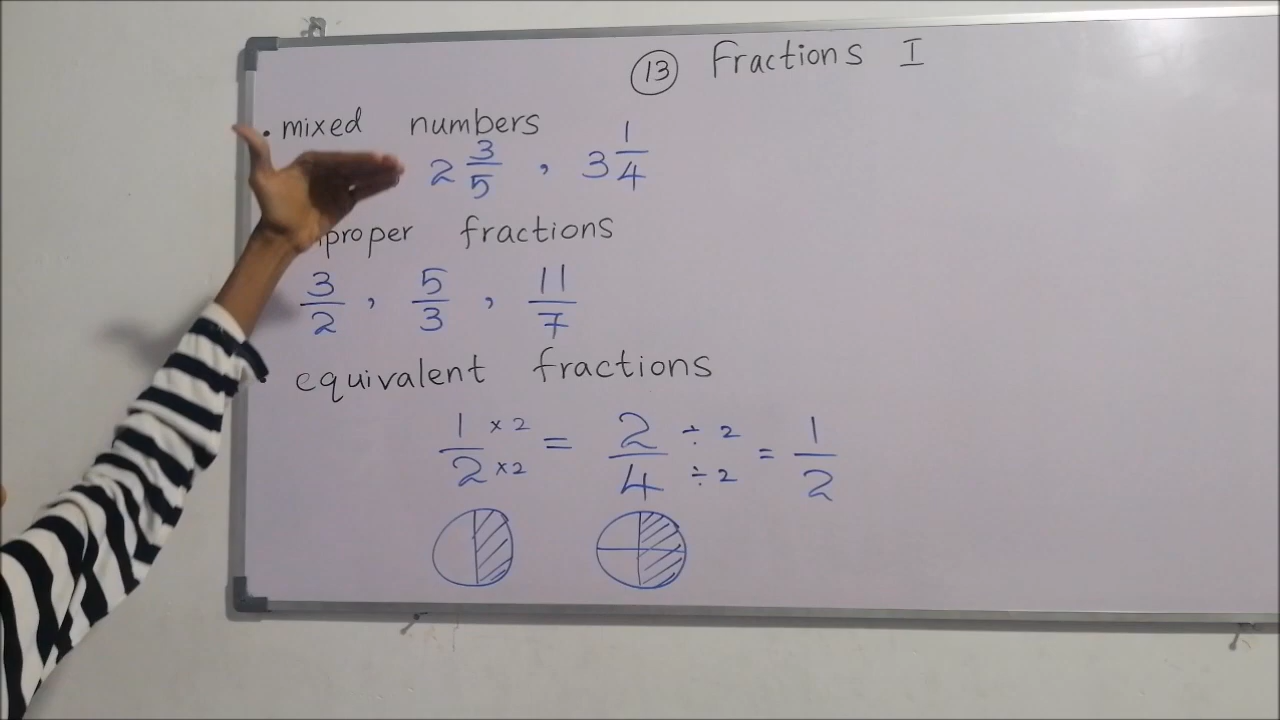 13 Fractions I
• mixed numbers
2 3/5 , 3 1/4
fractions
3/2 , 5/3 , 11/7
equivalent fractions
1/2 ×2 ×2 = 2/4 ÷2 ÷2 = 1/2